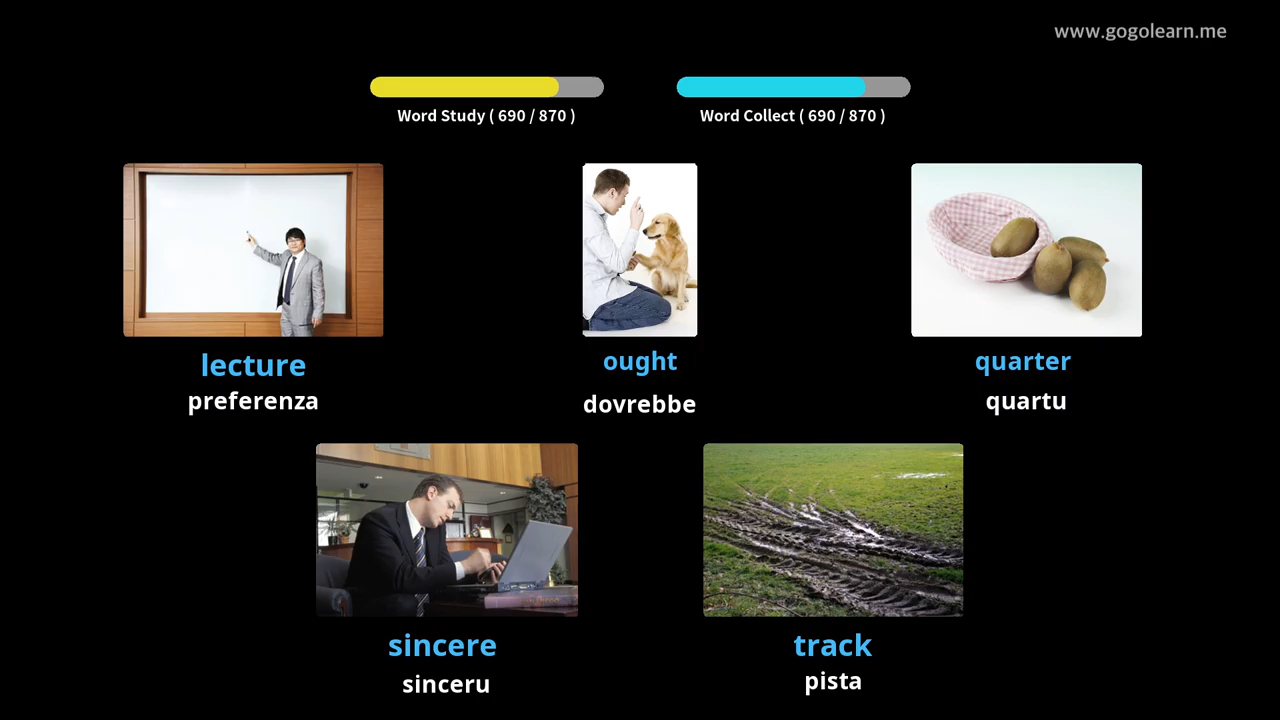 www.gogolearn.me
Word Study ( 690 / 870 )
Word Collect ( 690 / 870 )
lecture
preferenza
ought
dovrebbe
quarter
quartu
sincere
sinceru
track
pista